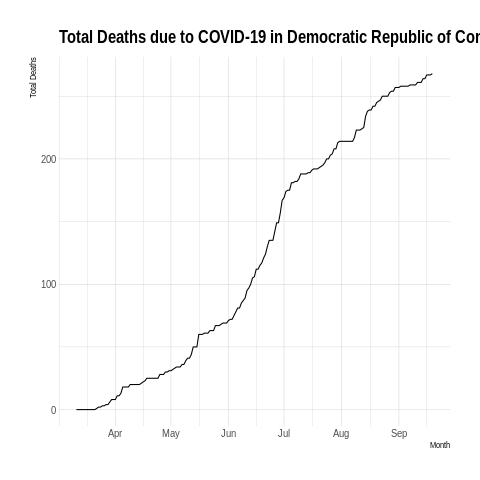 Total Deaths due to COVID-19 in Democratic Republic of Con
Total Deaths
200
100
0
Apr May Jun Jul Aug Sep
Month